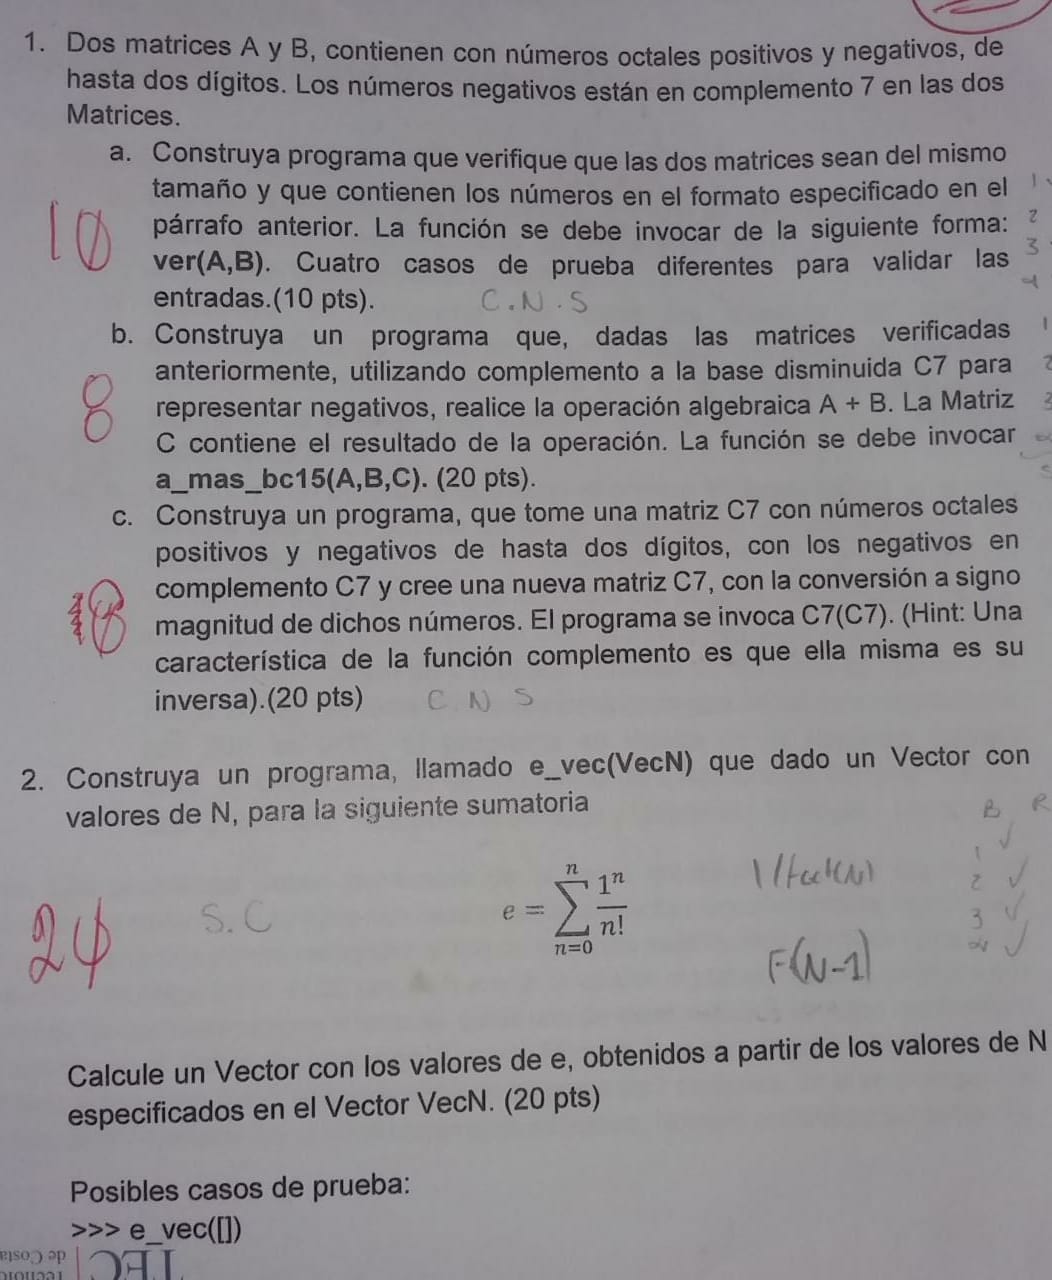 1. Dos matrices A y B, contienen con números octales positivos y negativos, de
hasta dos dígitos. Los números negativos están en complemento 7 en las dos
Matrices.
a. Construya programa que verifique que las dos matrices sean del mismo
tamaño y que contienen los números en el formato especificado en el 1
párrafo anterior. La función se debe invocar de la siguiente forma: 2
10 ver(A,B). Cuatro casos de prueba diferentes para validar las 3
entradas.(10 pts). C.N.S 4
b. Construya un programa que, dadas las matrices verificadas 1
anteriormente, utilizando complemento a la base disminuida C7 para 2
8 representar negativos, realice la operación algebraica A + B. La Matriz 3
C contiene el resultado de la operación. La función se debe invocar
a_mas_bc15(A,B,C). (20 pts). 5
c. Construya un programa, que tome una matriz C7 con números octales
positivos y negativos de hasta dos dígitos, con los negativos en
complemento C7 y cree una nueva matriz C7, con la conversión a signo
magnitud de dichos números. El programa se invoca C7(C7). (Hint: Una
característica de la función complemento es que ella misma es su
inversa).(20 pts) C N S
2. Construya un programa, llamado e_vec(VecN) que dado un Vector con
valores de N, para la siguiente sumatoria
B R
1 ✓
20 S.C e = ∑ n n=0 1ⁿ/n! 1/fact(N) 2 ✓
3 ✓
F(N-1) 4 ✓
Calcule un Vector con los valores de e, obtenidos a partir de los valores de N
especificados en el Vector VecN. (20 pts)
Posibles casos de prueba:
>>> e_vec([])
TEC | Tecnológico
de Costa